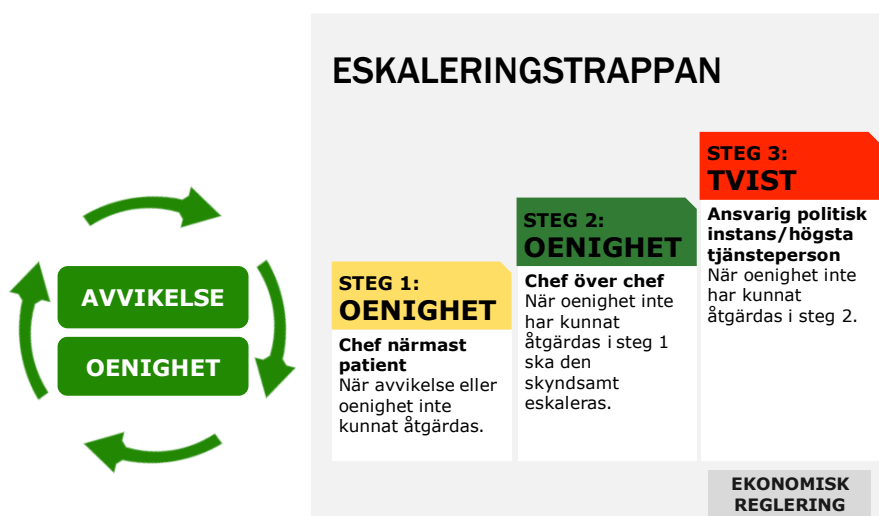 ESKALERINGSTRAPPAN
AVVIKELSE
OENIGHET
STEG 1:
OENIGHET
Chef närmast
patient
När avvikelse eller
oenighet inte
kunnat åtgärdas.
STEG 2:
OENIGHET
Chef över chef
När oenighet inte
har kunnat
åtgärdas i steg 1
ska den
skyndsamt
eskaleras.
STEG 3:
TVIST
Ansvarig politisk
instans/högsta
tjänsteperson
När oenighet inte
har kunnat
åtgärdas i steg 2.
EKONOMISK
REGLERING